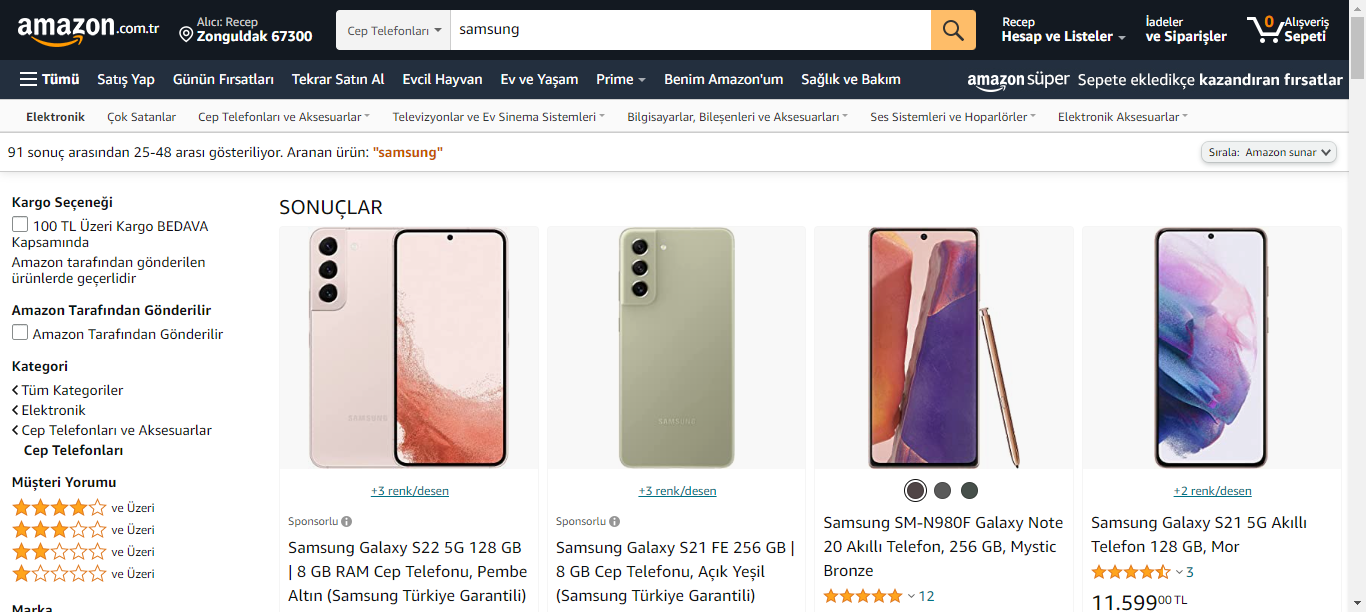 amazon.com.tr
Alıcı: Recep
Zonguldak 67300
Cep Telefonları
samsung
Recep
Hesap ve Listeler
İadeler
ve Siparişler
0
Alışveriş
Sepeti
Tümü Satış Yap Günün Fırsatları Tekrar Satın Al Evcil Hayvan Ev ve Yaşam Prime Benim Amazon'um Sağlık ve Bakım
amazon süper Sepete ekledikçe kazandıran fırsatlar
Elektronik Çok Satanlar Cep Telefonları ve Aksesuarlar Televizyonlar ve Ev Sinema Sistemleri Bilgisayarlar, Bileşenleri ve Aksesuarları Ses Sistemleri ve Hoparlörler Elektronik Aksesuarlar
91 sonuç arasından 25-48 arası gösteriliyor. Aranan ürün: "samsung"
Sırala: Amazon sunar
Kargo Seçeneği
100 TL Üzeri Kargo BEDAVA
Kapsamında
Amazon tarafından gönderilen
ürünlerde geçerlidir
Amazon Tarafından Gönderilir
Amazon Tarafından Gönderilir
Kategori
Tüm Kategoriler
Elektronik
Cep Telefonları ve Aksesuarlar
Cep Telefonları
Müşteri Yorumu
ve Üzeri
ve Üzeri
ve Üzeri
ve Üzeri
Marka
SONUÇLAR
SAMSUNG
+3 renk/desen
Sponsorlu
Samsung Galaxy S22 5G 128 GB
| 8 GB RAM Cep Telefonu, Pembe
Altın (Samsung Türkiye Garantili)
SAMSUNG
+3 renk/desen
Sponsorlu
Samsung Galaxy S21 FE 256 GB |
8 GB Cep Telefonu, Açık Yeşil
(Samsung Türkiye Garantili)
Samsung SM-N980F Galaxy Note
20 Akıllı Telefon, 256 GB, Mystic
Bronze
12
+2 renk/desen
Samsung Galaxy S21 5G Akıllı
Telefon 128 GB, Mor
3
11.59900 TL